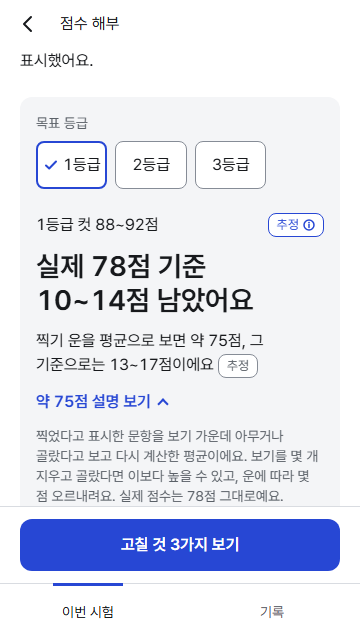 점수 해부
표시했어요.
목표 등급
1등급
2등급
3등급
1등급 컷 88~92점
추정
실제 78점 기준
10~14점 남았어요
찍기 운을 평균으로 보면 약 75점, 그
기준으로는 13~17점이에요 추정
약 75점 설명 보기
찍었다고 표시한 문항을 보기 가운데 아무거나
골랐다고 보고 다시 계산한 평균이에요. 보기를 몇 개
지우고 골랐다면 이보다 높을 수 있고, 운에 따라 몇
점 오르내려요. 실제 점수는 78점 그대로예요.
고칠 것 3가지 보기
이번 시험
기록